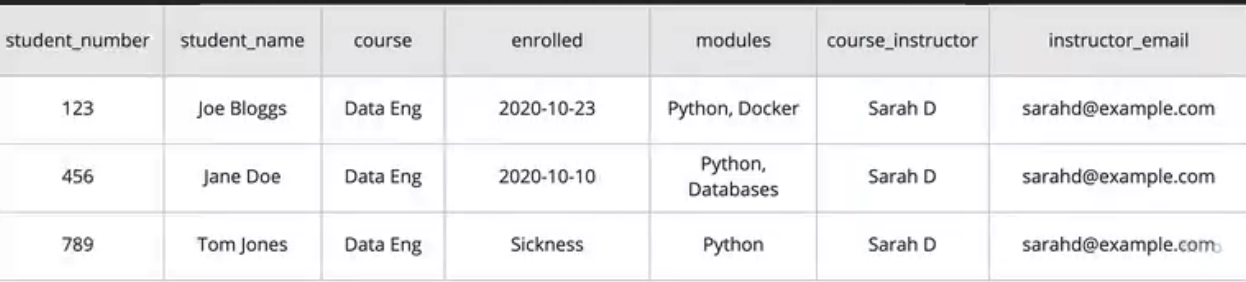 student_number student_name course enrolled modules course_instructor instructor_email
123 Joe Bloggs Data Eng 2020-10-23 Python, Docker Sarah D sarahd@example.com
456 Jane Doe Data Eng 2020-10-10 Python, Databases Sarah D sarahd@example.com
789 Tom Jones Data Eng Sickness Python Sarah D sarahd@example.com